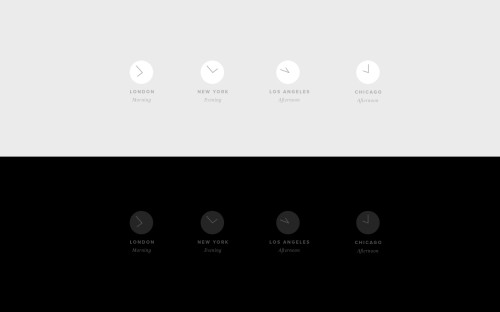 LONDON
Morning
NEW YORK
Evening
LOS ANGELES
Afternoon
CHICAGO
Afternoon
LONDON
Morning
NEW YORK
Evening
LOS ANGELES
Afternoon
CHICAGO
Afternoon